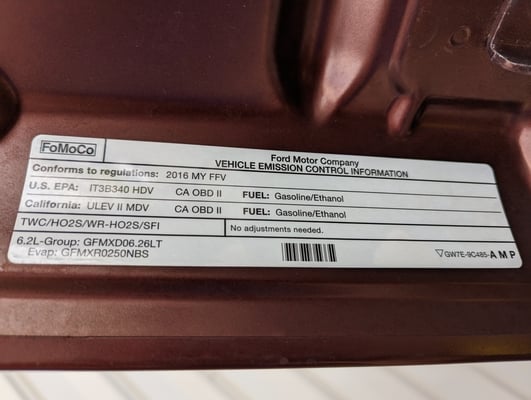 FoMoCo
Ford Motor Company
VEHICLE EMISSION CONTROL INFORMATION
Conforms to regulations: 2016 MY FFV
U.S. EPA: IT3B340 HDV CA OBD II FUEL: Gasoline/Ethanol
California: ULEV II MDV CA OBD II FUEL: Gasoline/Ethanol
TWC/HO2S/WR-HO2S/SFI No adjustments needed.
6.2L-Group: GFMXD06.26LT
Evap: GFMXR0250NBS
▽GW7E-9C485-AMP